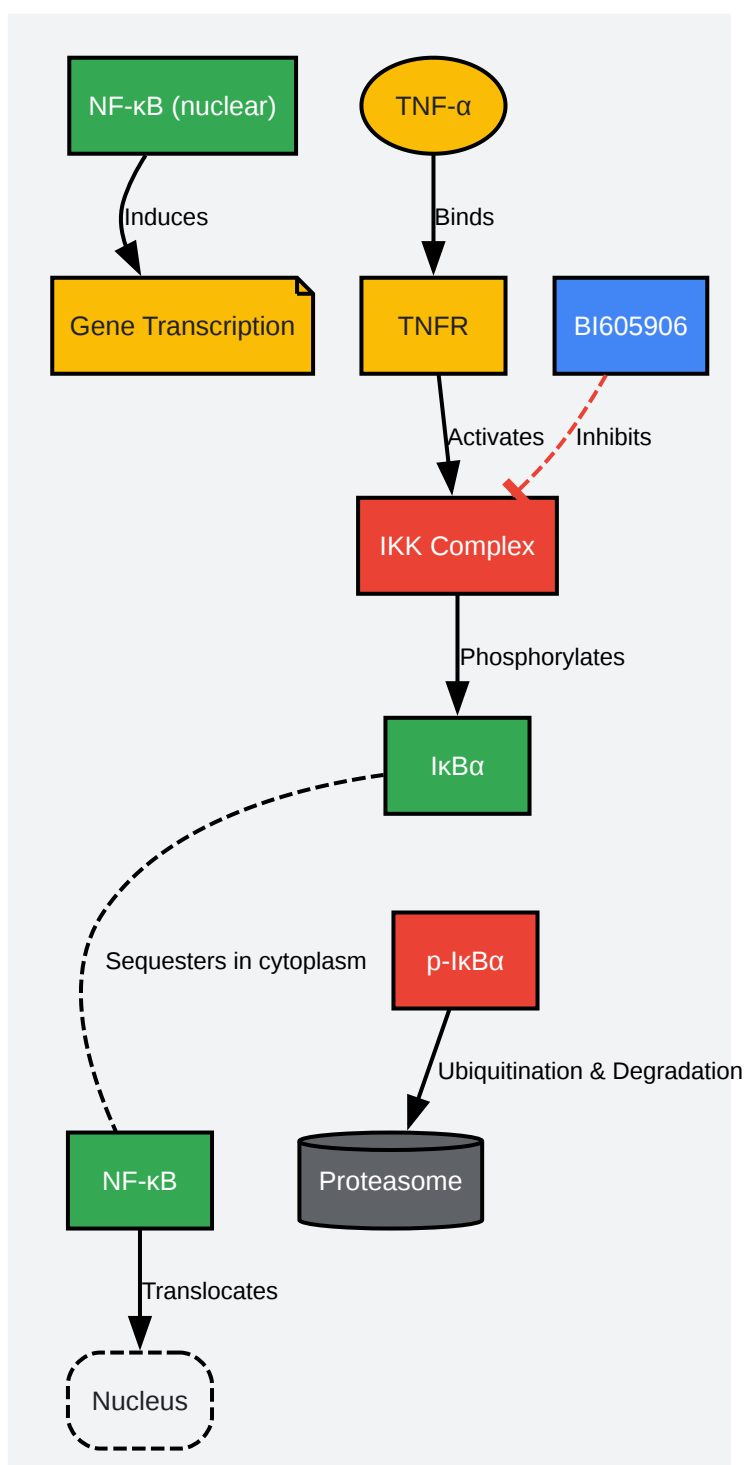 NF-κB (nuclear)
TNF-α
Induces
Binds
Gene Transcription
TNFR
BI605906
Activates
Inhibits
IKK Complex
Phosphorylates
IκBα
Sequesters in cytoplasm
p-IκBα
Ubiquitination & Degradation
NF-κB
Proteasome
Translocates
Nucleus